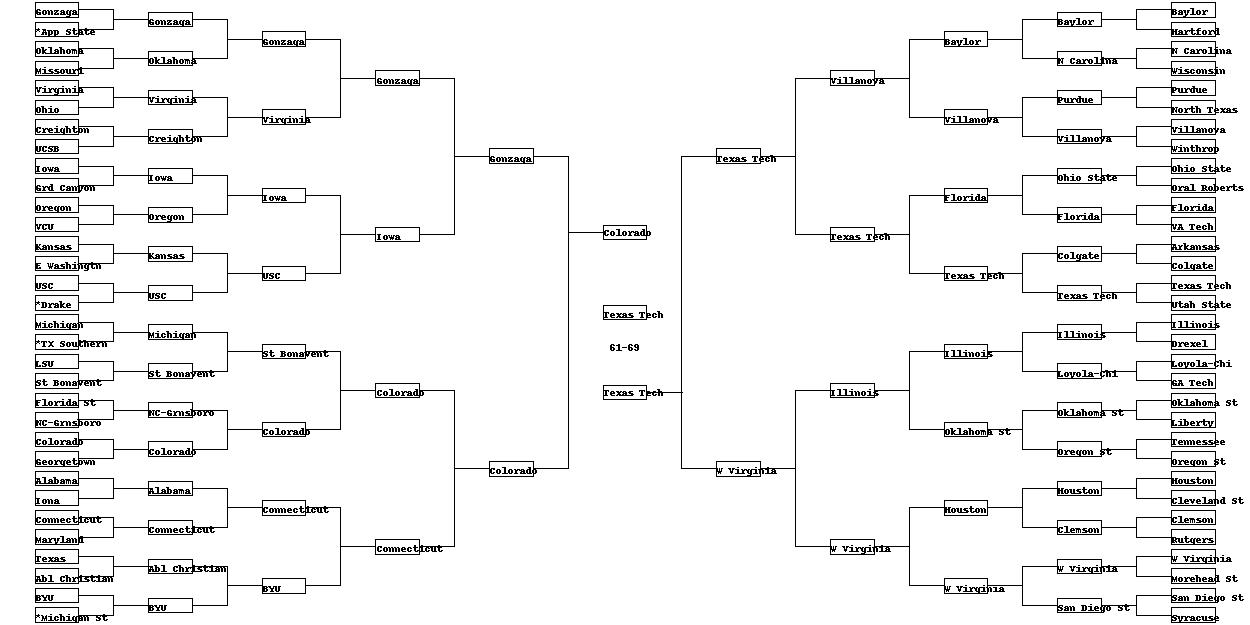 Gonzaga
*App State
Oklahoma
Missouri
Virginia
Ohio
Creighton
UCSB
Iowa
Grd Canyon
Oregon
VCU
Kansas
E Washingtn
USC
*Drake
Michigan
*TX Southern
LSU
St Bonavent
Florida St
NC-Grnsboro
Colorado
Georgetown
Alabama
Iona
Connecticut
Maryland
Texas
Abl Christian
BYU
*Michigan St
Gonzaga
Oklahoma
Virginia
Creighton
Iowa
Oregon
Kansas
USC
Michigan
St Bonavent
NC-Grnsboro
Colorado
Alabama
Connecticut
Abl Christian
BYU
Gonzaga
Virginia
Iowa
USC
St Bonavent
Colorado
Connecticut
BYU
Gonzaga
Iowa
Colorado
Connecticut
Gonzaga
Colorado
Colorado
Texas Tech
61-69
Texas Tech
Texas Tech
W Virginia
Villanova
Texas Tech
Illinois
W Virginia
Baylor
Villanova
Florida
Texas Tech
Illinois
Oklahoma St
Houston
W Virginia
Baylor
N Carolina
Purdue
Villanova
Ohio State
Florida
Colgate
Texas Tech
Illinois
Loyola-Chi
Oklahoma St
Oregon St
Houston
Clemson
W Virginia
San Diego St
Baylor
Hartford
N Carolina
Wisconsin
Purdue
North Texas
Villanova
Winthrop
Ohio State
Oral Roberts
Florida
VA Tech
Arkansas
Colgate
Texas Tech
Utah State
Illinois
Drexel
Loyola-Chi
GA Tech
Oklahoma St
Liberty
Tennessee
Oregon St
Houston
Cleveland St
Clemson
Rutgers
W Virginia
Morehead St
San Diego St
Syracuse